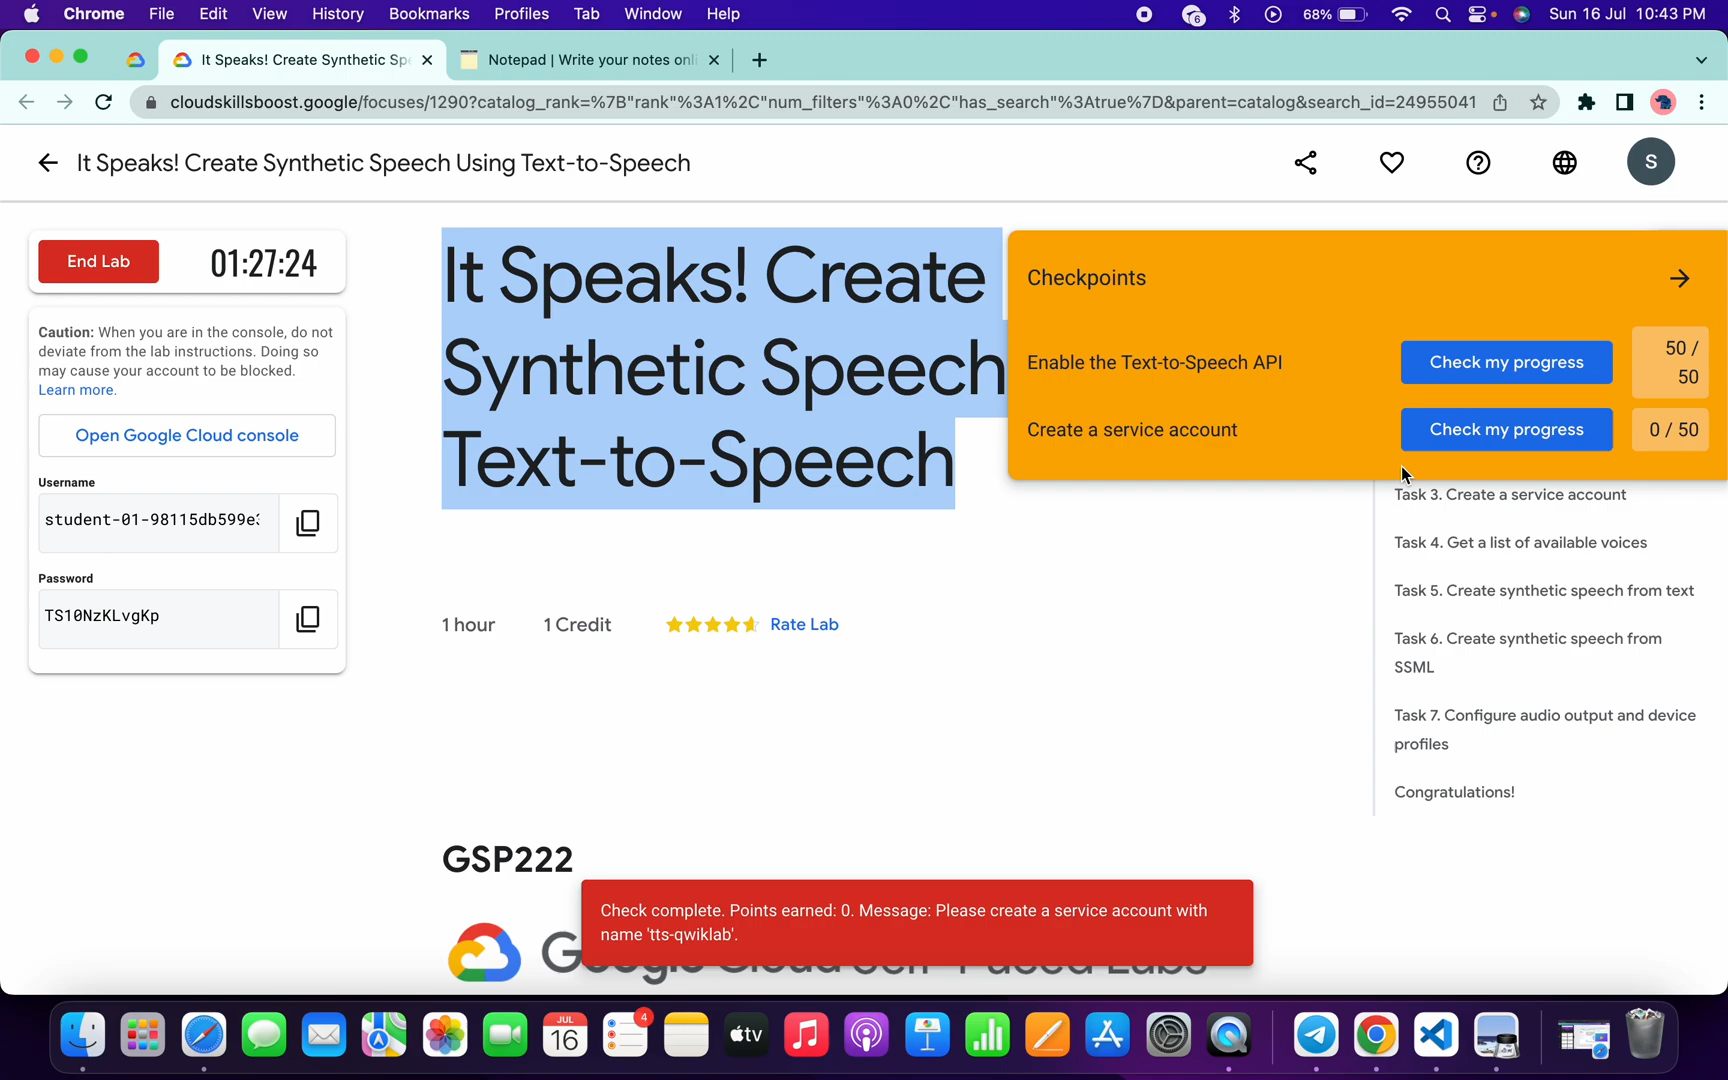 Chrome File Edit View History Bookmarks Profiles Tab Window Help 6 68% Sun 16 Jul 10:43 PM
It Speaks! Create Synthetic Sp Notepad | Write your notes onli
cloudskillsboost.google/focuses/1290?catalog_rank=%7B"rank"%3A1%2C"num_filters"%3A0%2C"has_search"%3Atrue%7D&parent=catalog&search_id=24955041
It Speaks! Create Synthetic Speech Using Text-to-Speech S
End Lab 01:27:24
Caution: When you are in the console, do not
deviate from the lab instructions. Doing so
may cause your account to be blocked.
Learn more.
Open Google Cloud console
Username
student-01-98115db599e
Password
TS10NzKLvgKp
It Speaks! Create
Synthetic Speech
Text-to-Speech
1 hour 1 Credit Rate Lab
GSP222
Google Cloud Self-Paced Labs
Checkpoints
Enable the Text-to-Speech API Check my progress 50 /
50
Create a service account Check my progress 0 / 50
Task 3. Create a service account
Task 4. Get a list of available voices
Task 5. Create synthetic speech from text
Task 6. Create synthetic speech from
SSML
Task 7. Configure audio output and device
profiles
Congratulations!
Check complete. Points earned: 0. Message: Please create a service account with
name 'tts-qwiklab'.
JUL
16
4
tv